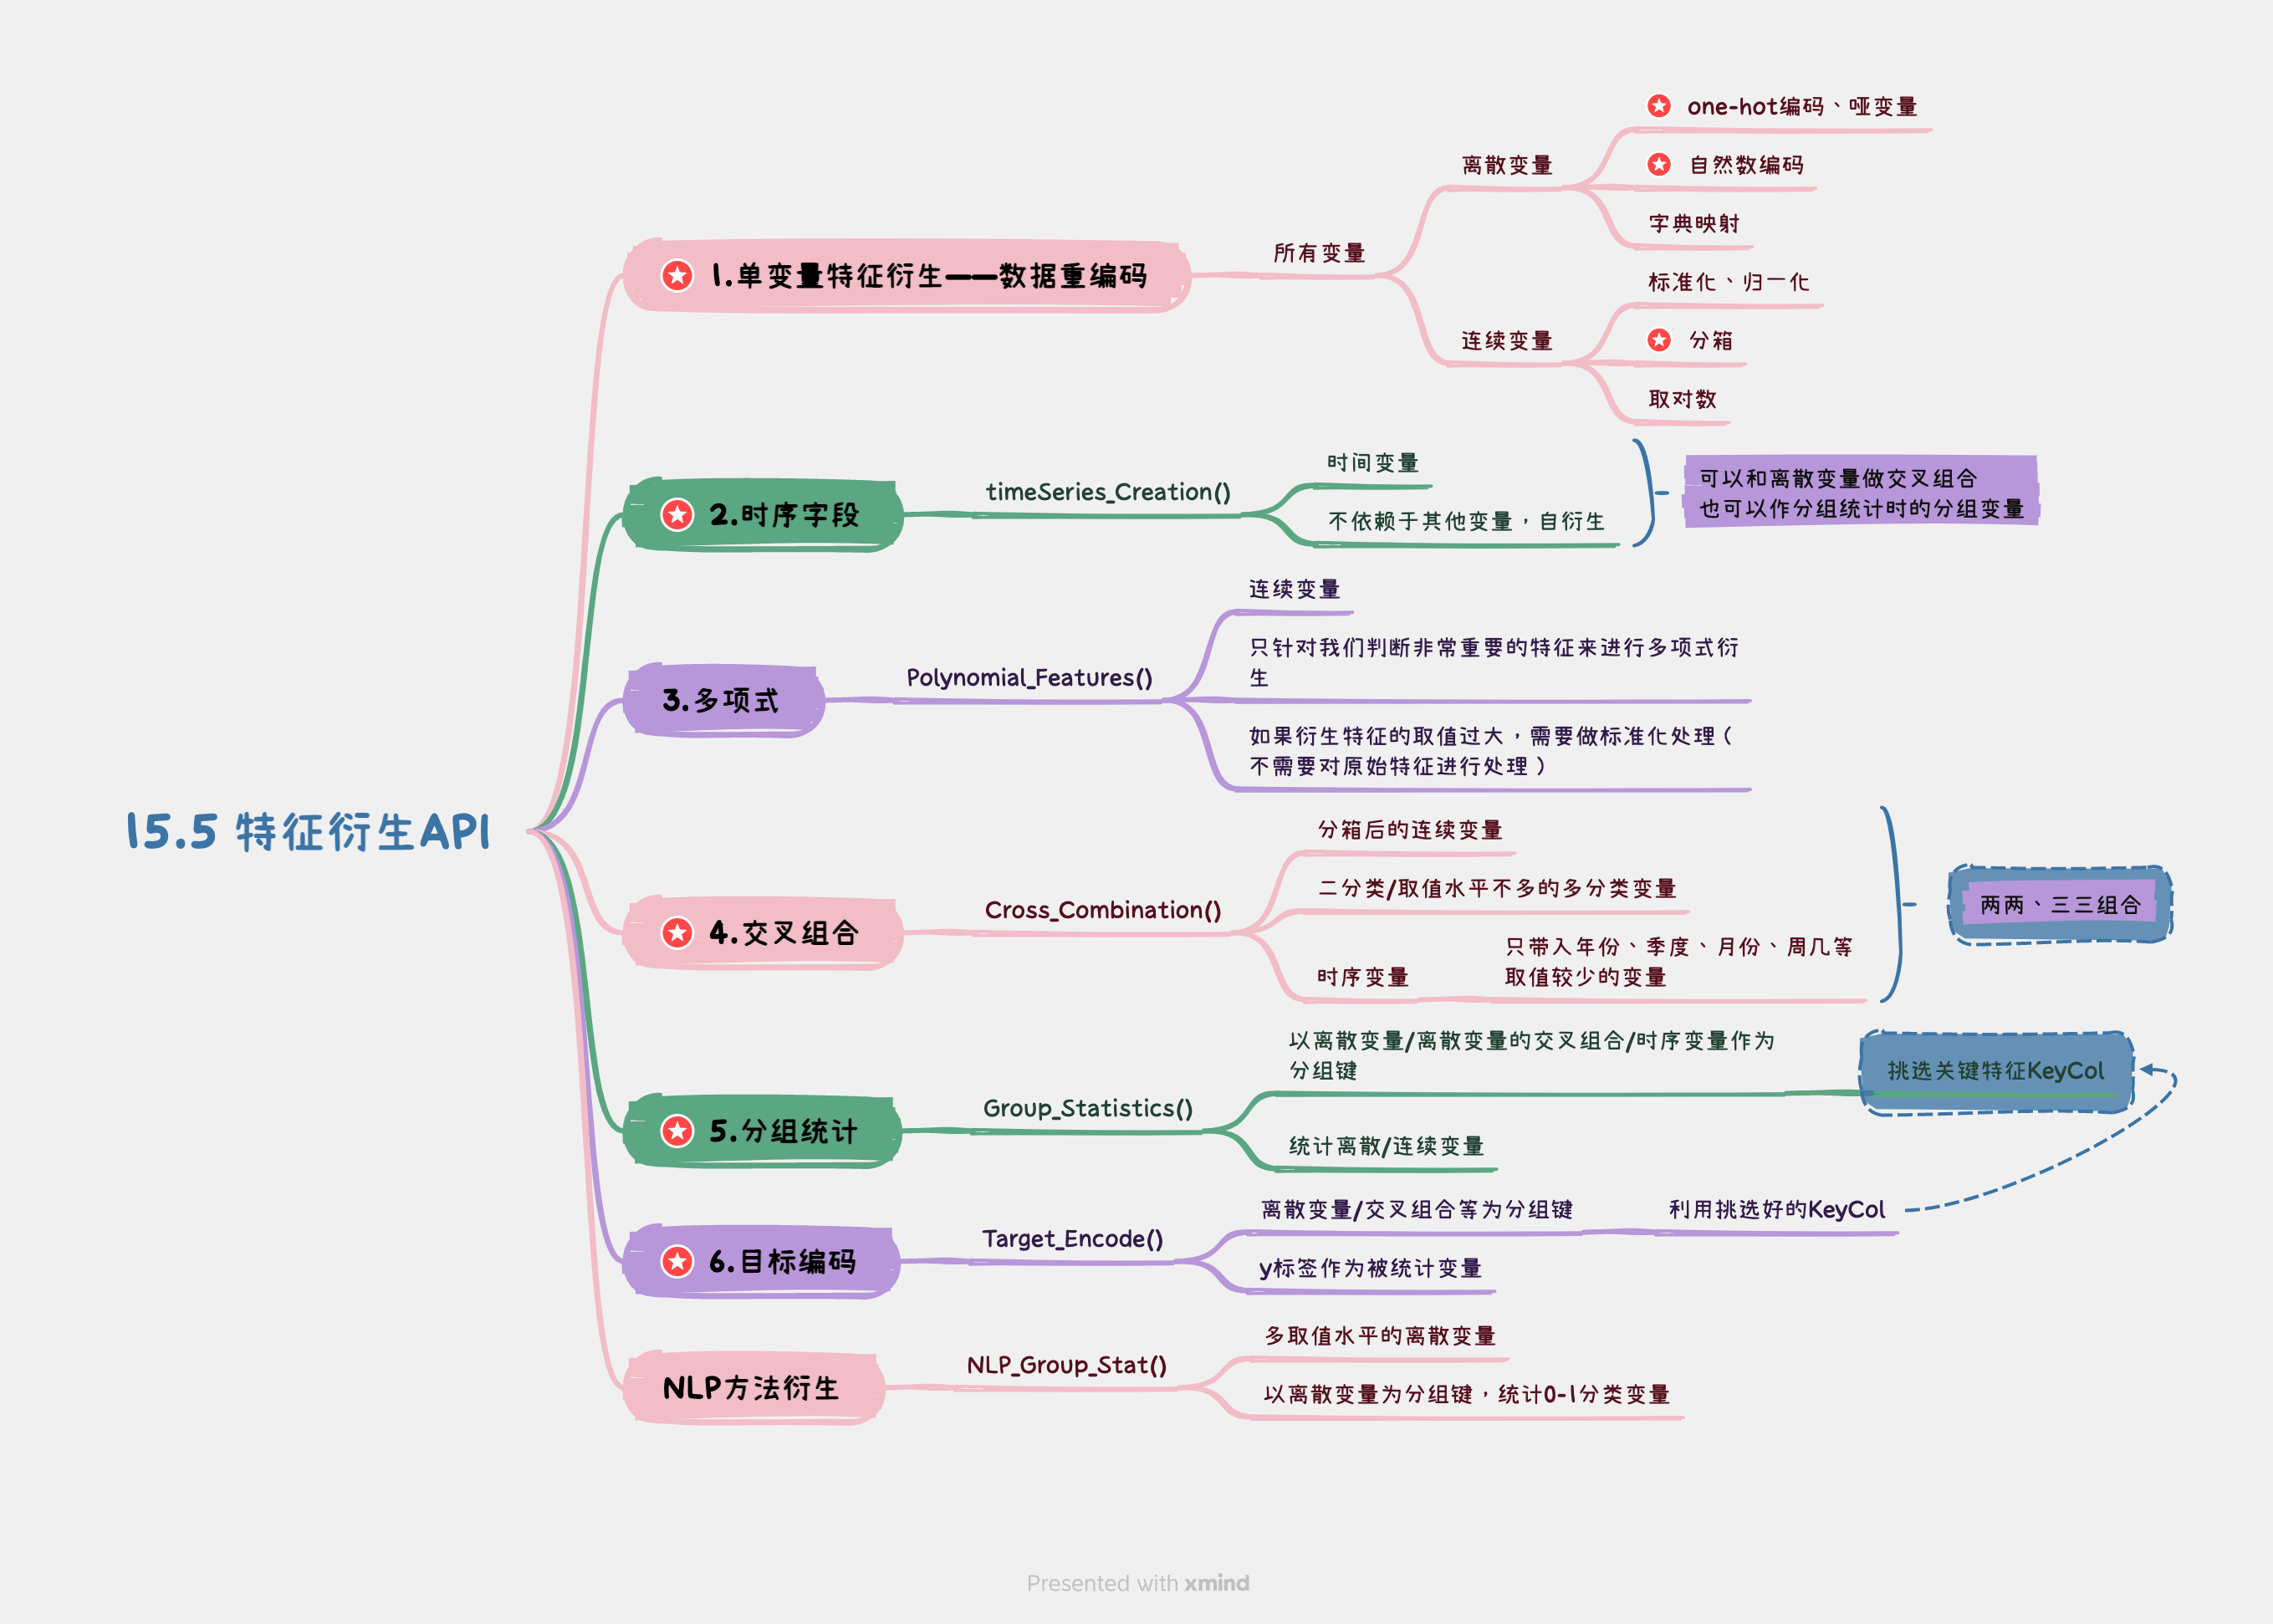 15.5 特征衍生API
1.单变量特征衍生——数据重编码
所有变量
离散变量
one-hot编码、哑变量
自然数编码
字典映射
连续变量
标准化、归一化
分箱
取对数
2.时序字段
timeSeries_Creation()
时间变量
不依赖于其他变量，自衍生
可以和离散变量做交叉组合
也可以作分组统计时的分组变量
3.多项式
Polynomial_Features()
连续变量
只针对我们判断非常重要的特征来进行多项式衍
生
如果衍生特征的取值过大，需要做标准化处理（
不需要对原始特征进行处理）
4.交叉组合
Cross_Combination()
分箱后的连续变量
二分类/取值水平不多的多分类变量
时序变量
只带入年份、季度、月份、周几等
取值较少的变量
两两、三三组合
5.分组统计
Group_Statistics()
以离散变量/离散变量的交叉组合/时序变量作为
分组键
挑选关键特征KeyCol
统计离散/连续变量
6.目标编码
Target_Encode()
离散变量/交叉组合等为分组键
利用挑选好的KeyCol
y标签作为被统计变量
NLP方法衍生
NLP_Group_Stat()
多取值水平的离散变量
以离散变量为分组键，统计0-1分类变量
Presented with xmind